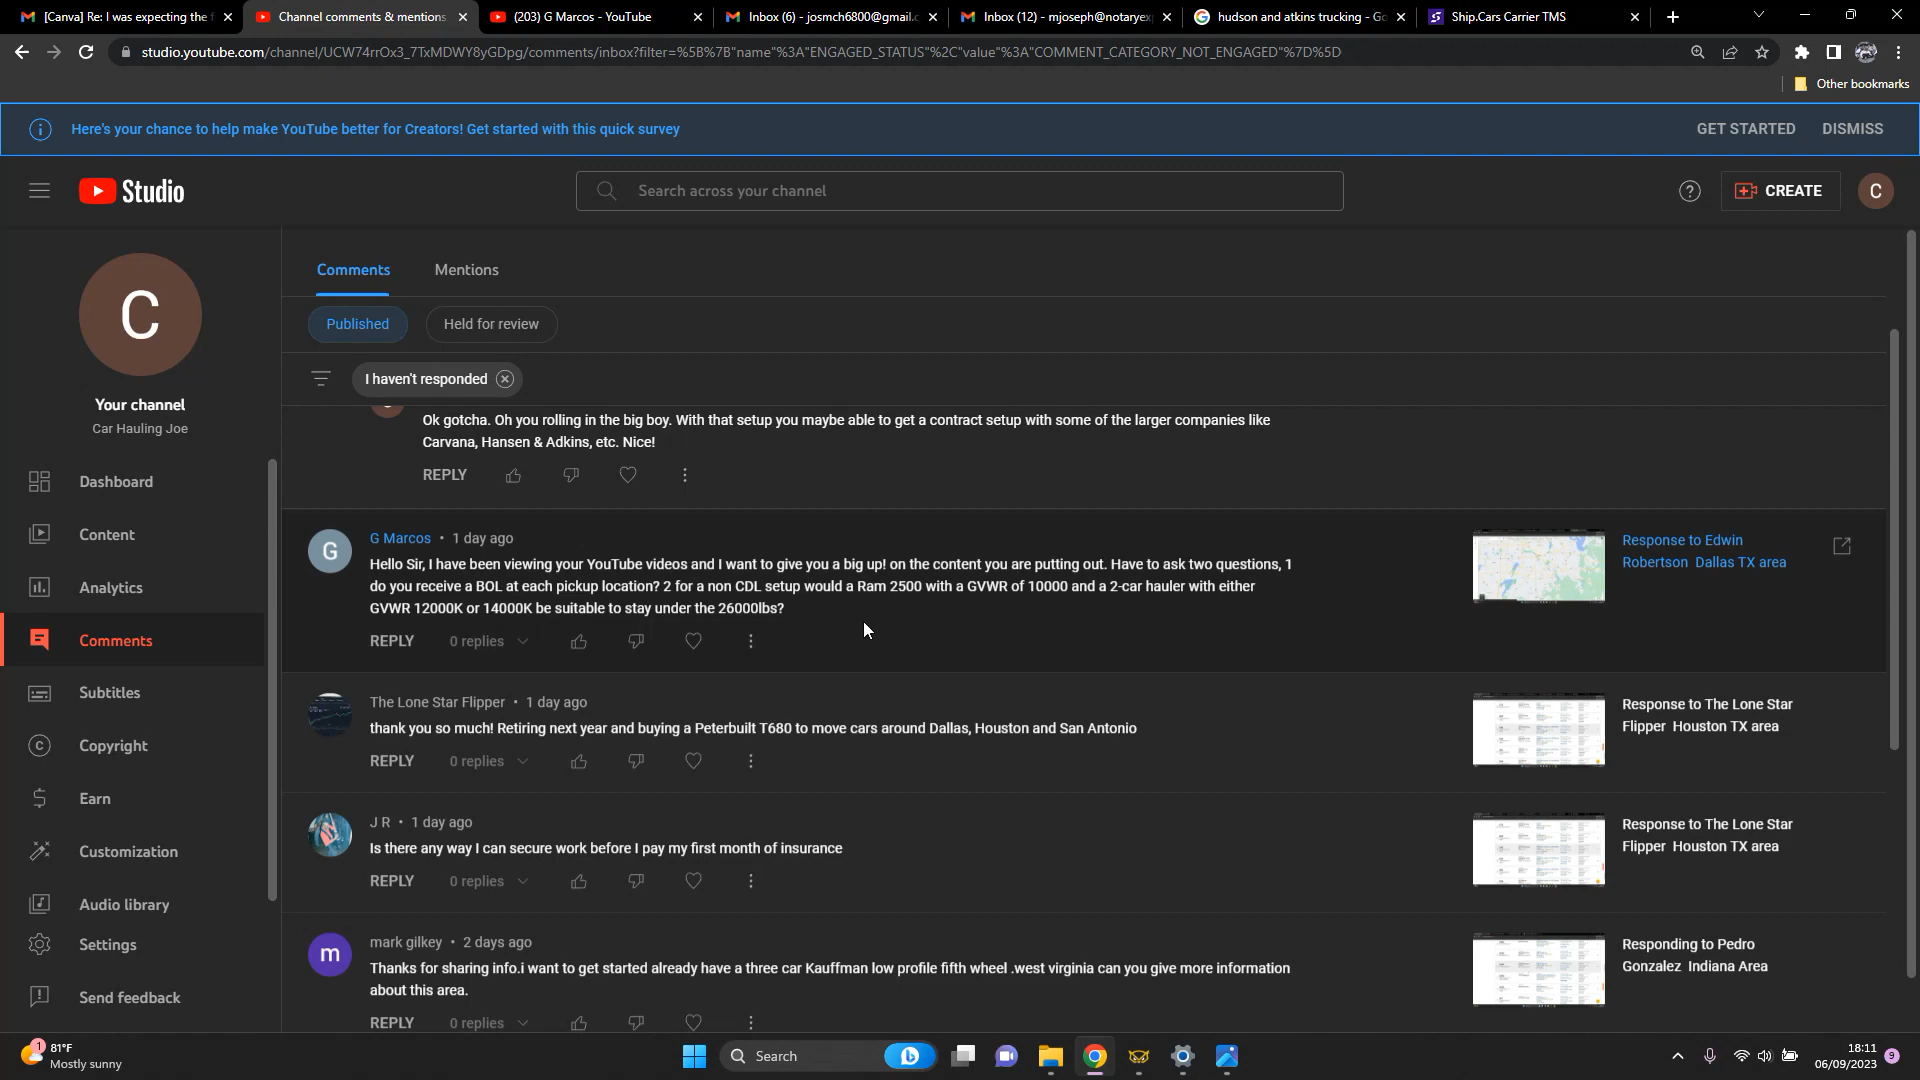 [Canva] Re: I was expecting the f
Channel comments & mentions
(203) G Marcos - YouTube
Inbox (6) - josmch6800@gmail.c
Inbox (12) - mjoseph@notaryexp
hudson and atkins trucking - Go
Ship.Cars Carrier TMS
studio.youtube.com/channel/UCW74rrOx3_7TxMDWY8yGDpg/comments/inbox?filter=%5B%7B"name"%3A"ENGAGED_STATUS"%2C"value"%3A"COMMENT_CATEGORY_NOT_ENGAGED"%7D%5D
Other bookmarks
Here's your chance to help make YouTube better for Creators! Get started with this quick survey
GET STARTED
DISMISS
Studio
Search across your channel
CREATE
C
C
Your channel
Car Hauling Joe
Dashboard
Content
Analytics
Comments
Subtitles
Copyright
Earn
Customization
Audio library
Settings
Send feedback
Comments
Mentions
Published
Held for review
I haven't responded
Ok gotcha. Oh you rolling in the big boy. With that setup you maybe able to get a contract setup with some of the larger companies like
Carvana, Hansen & Adkins, etc. Nice!
REPLY
G
G Marcos • 1 day ago
Hello Sir, I have been viewing your YouTube videos and I want to give you a big up! on the content you are putting out. Have to ask two questions, 1
do you receive a BOL at each pickup location? 2 for a non CDL setup would a Ram 2500 with a GVWR of 10000 and a 2-car hauler with either
GVWR 12000K or 14000K be suitable to stay under the 26000lbs?
REPLY
0 replies
Response to Edwin
Robertson Dallas TX area
The Lone Star Flipper • 1 day ago
thank you so much! Retiring next year and buying a Peterbuilt T680 to move cars around Dallas, Houston and San Antonio
REPLY
0 replies
Response to The Lone Star
Flipper Houston TX area
J R • 1 day ago
Is there any way I can secure work before I pay my first month of insurance
REPLY
0 replies
Response to The Lone Star
Flipper Houston TX area
m
mark gilkey • 2 days ago
Thanks for sharing info.i want to get started already have a three car Kauffman low profile fifth wheel .west virginia can you give more information
about this area.
REPLY
0 replies
Responding to Pedro
Gonzalez Indiana Area
1
81°F
Mostly sunny
Search
18:11
06/09/2023
9